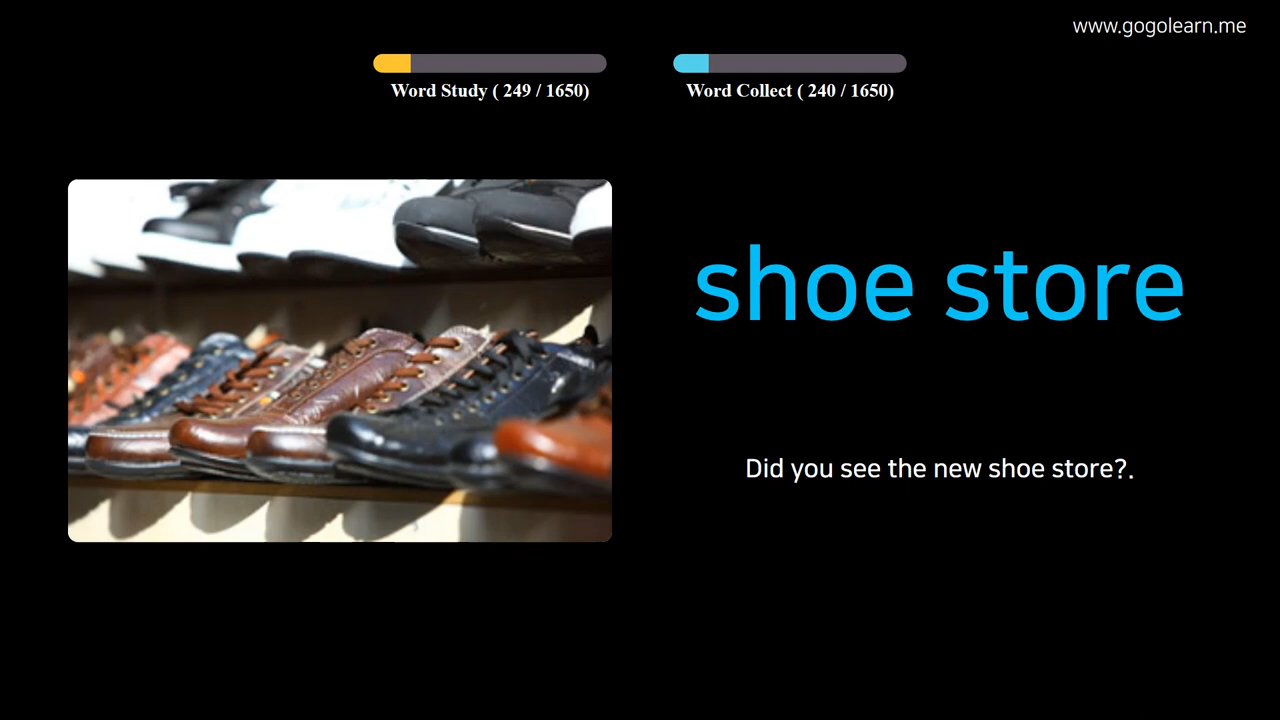 www.gogolearn.me
Word Study ( 249 / 1650)
Word Collect ( 240 / 1650)
shoe store
Did you see the new shoe store?.